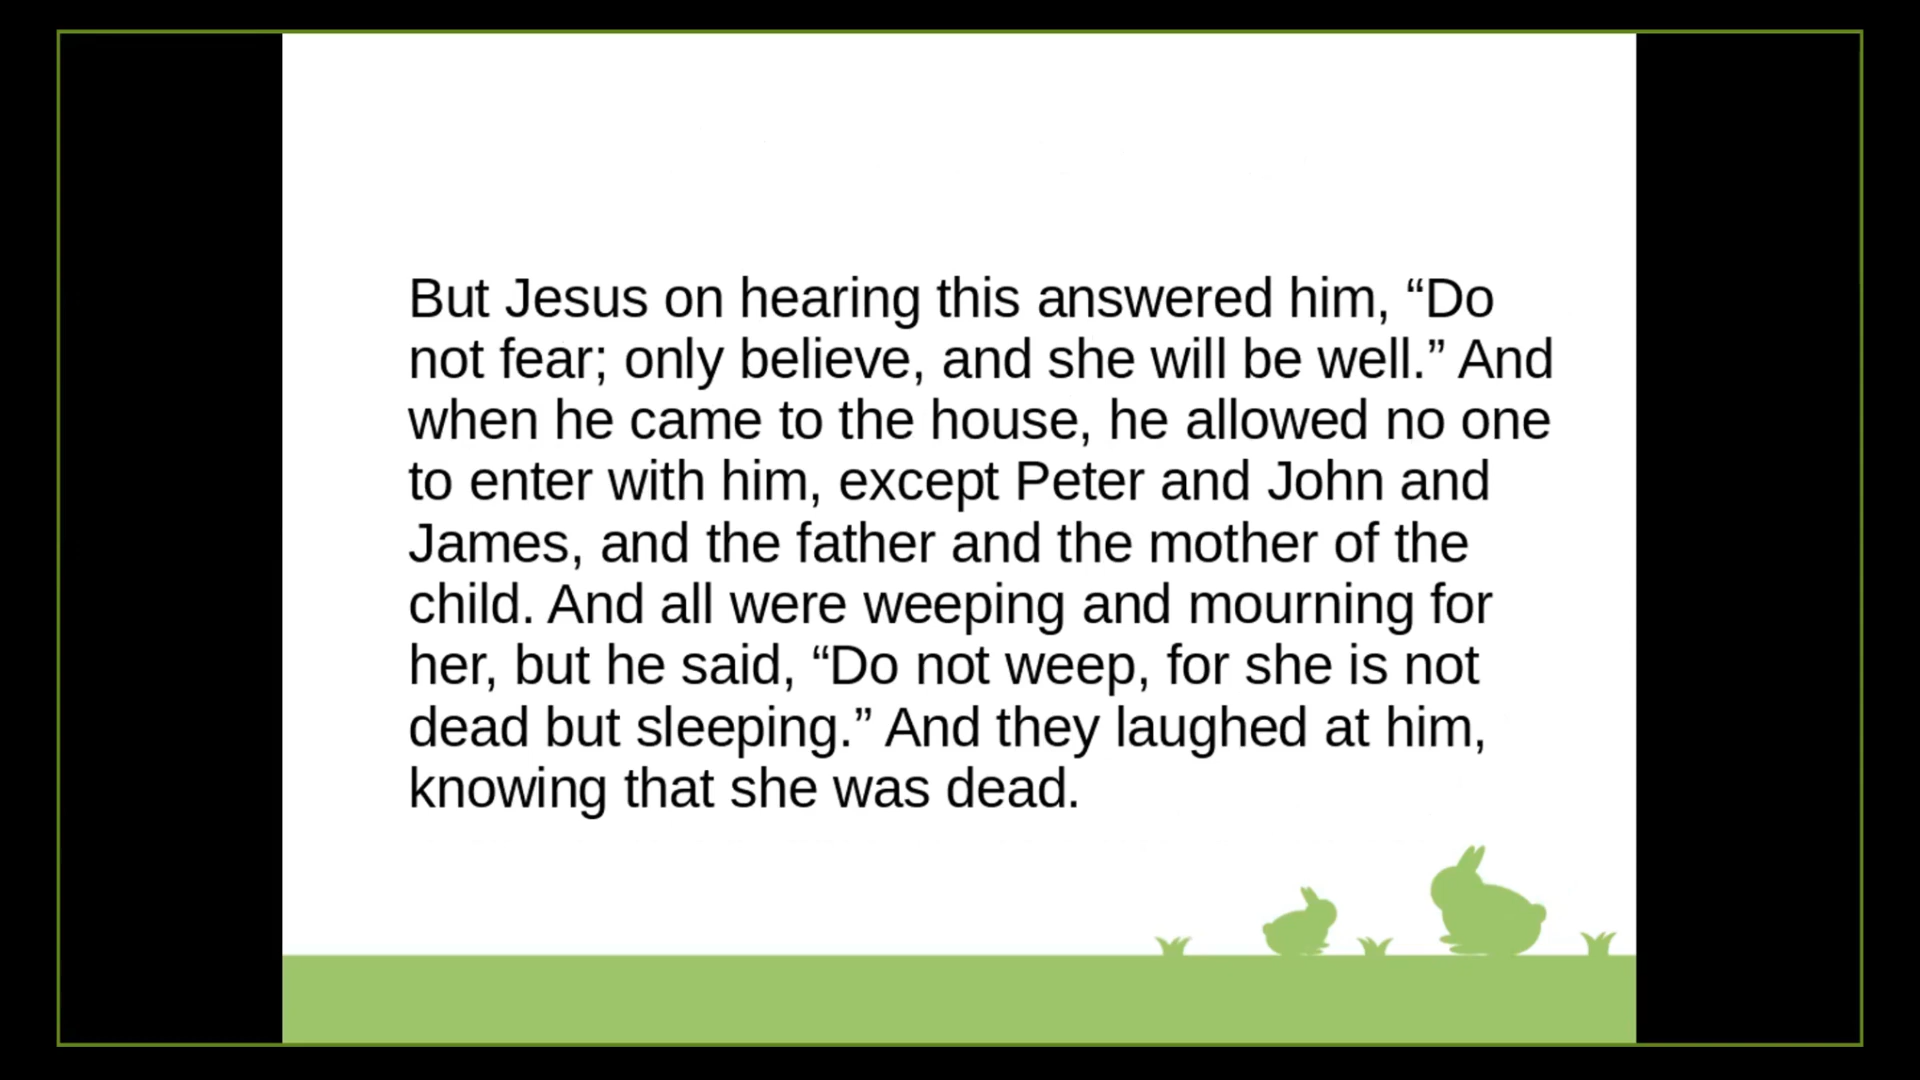 But Jesus on hearing this answered him, “Do
not fear; only believe, and she will be well.” And
when he came to the house, he allowed no one
to enter with him, except Peter and John and
James, and the father and the mother of the
child. And all were weeping and mourning for
her, but he said, “Do not weep, for she is not
dead but sleeping.” And they laughed at him,
knowing that she was dead.